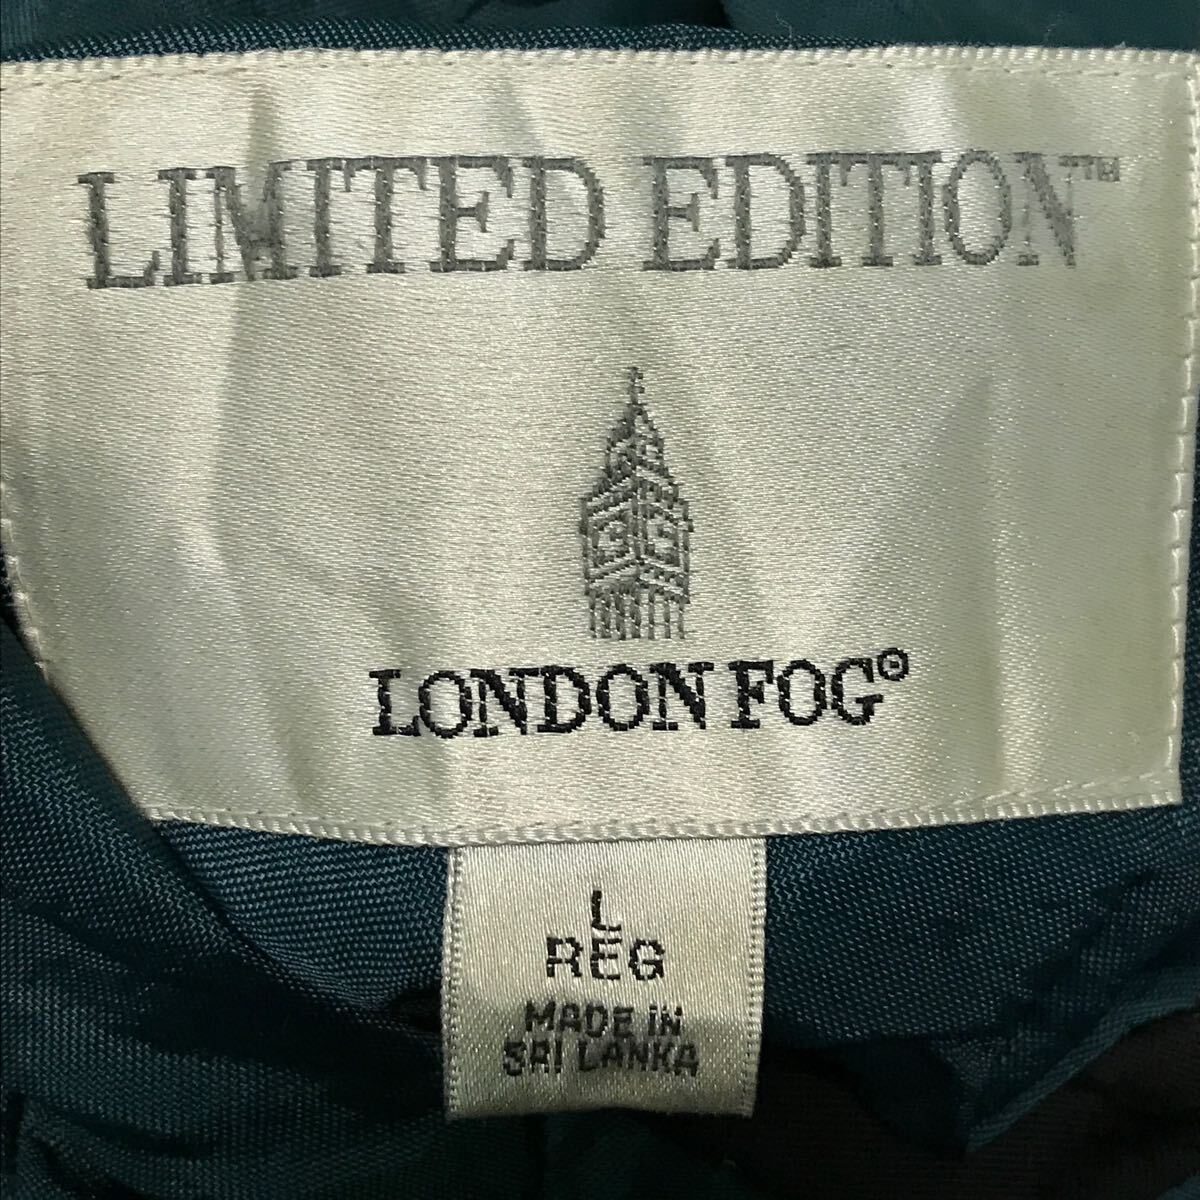 LIMITED EDITION™
LONDON FOG®
L
REG
MADE IN
SRI LANKA